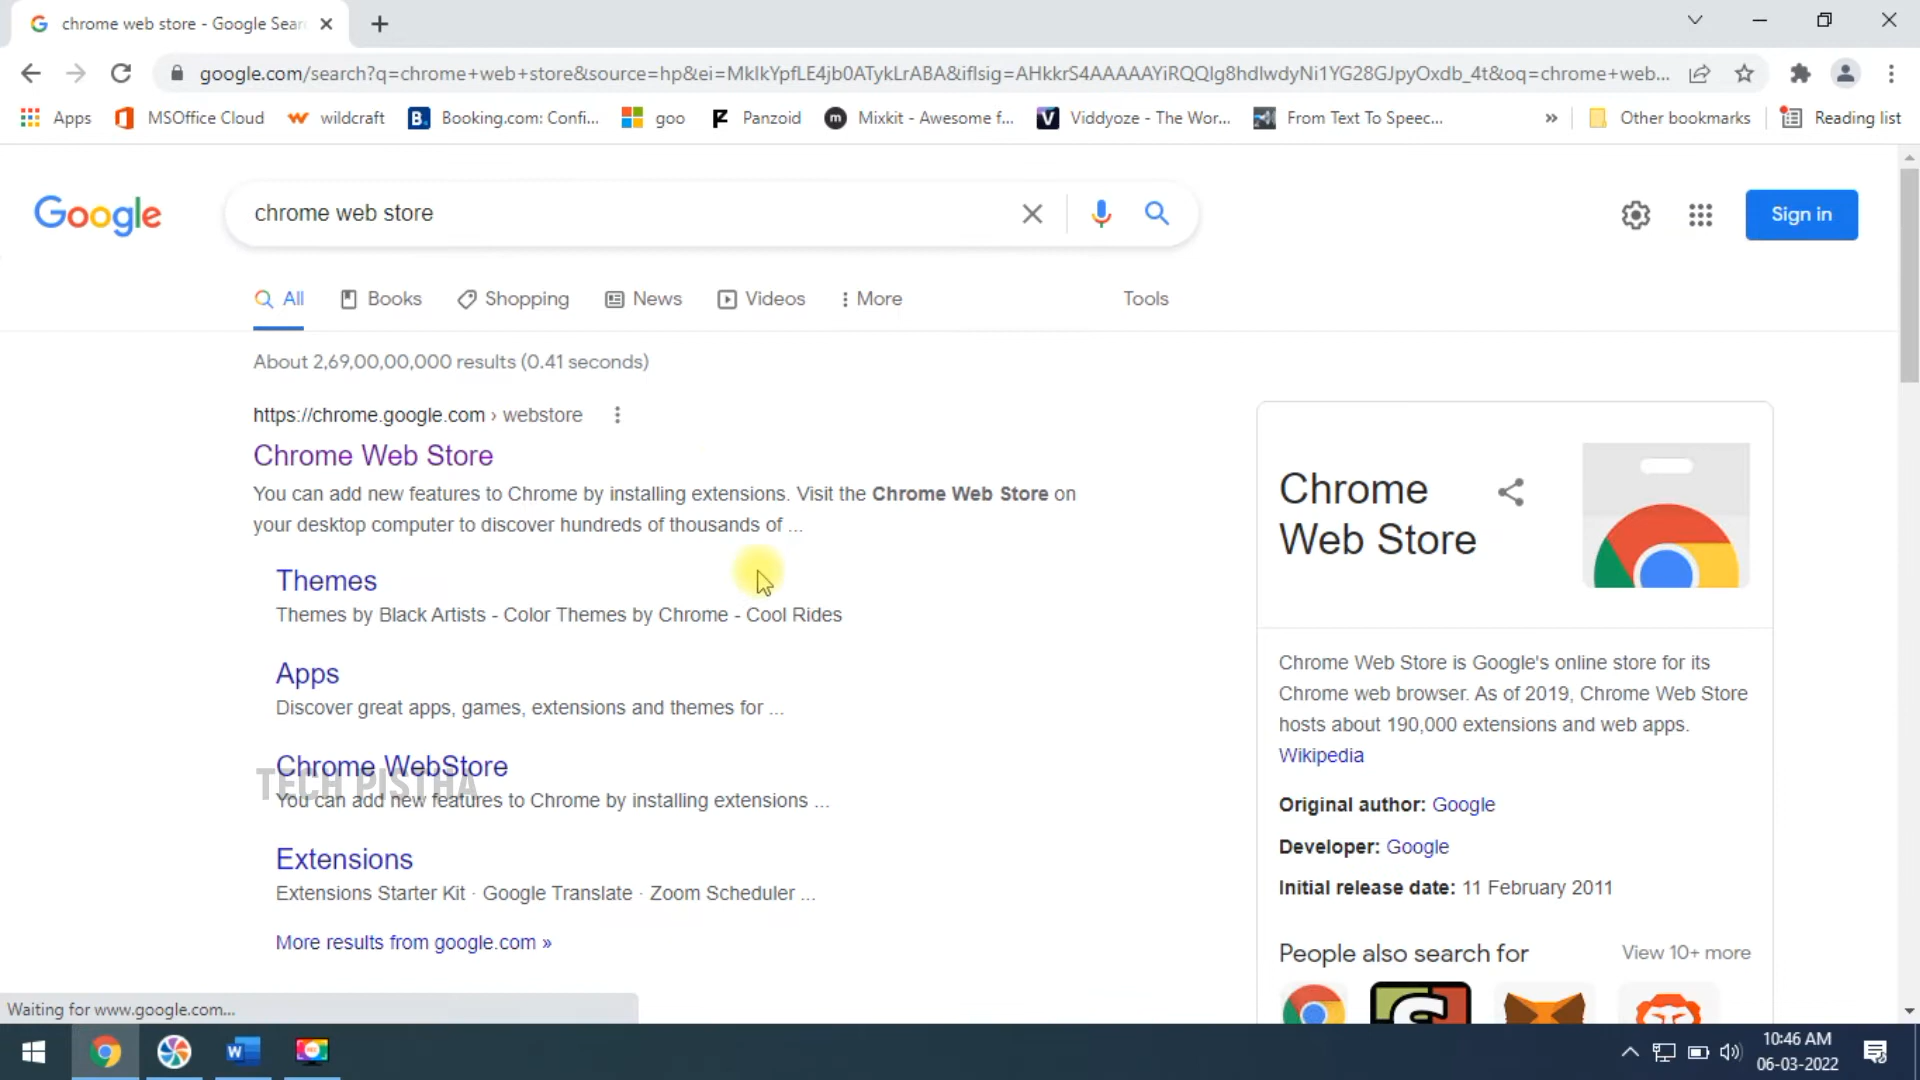 chrome web store - Google Sear
google.com/search?q=chrome+web+store&source=hp&ei=MkIkYpfLE4jb0ATykLrABA&iflsig=AHkkrS4AAAAAYiRQQIg8hdlwdyNi1YG28GJpyOxdb_4t&oq=chrome+web...
Apps
MSOffice Cloud
wildcraft
Booking.com: Confi...
goo
Panzoid
Mixkit - Awesome f...
Viddyoze - The Wor...
From Text To Speec...
»
Other bookmarks
Reading list
Google
chrome web store
Sign in
All
Books
Shopping
News
Videos
More
Tools
About 2,69,00,00,000 results (0.41 seconds)
https://chrome.google.com › webstore
Chrome Web Store
You can add new features to Chrome by installing extensions. Visit the Chrome Web Store on
your desktop computer to discover hundreds of thousands of ...
Themes
Themes by Black Artists - Color Themes by Chrome - Cool Rides
Apps
Discover great apps, games, extensions and themes for ...
Chrome WebStore
TECH PISTHA
You can add new features to Chrome by installing extensions ...
Extensions
Extensions Starter Kit · Google Translate · Zoom Scheduler ...
More results from google.com »
Chrome
Web Store
Chrome Web Store is Google's online store for its
Chrome web browser. As of 2019, Chrome Web Store
hosts about 190,000 extensions and web apps.
Wikipedia
Original author: Google
Developer: Google
Initial release date: 11 February 2011
People also search for
View 10+ more
Waiting for www.google.com...
10:46 AM
06-03-2022